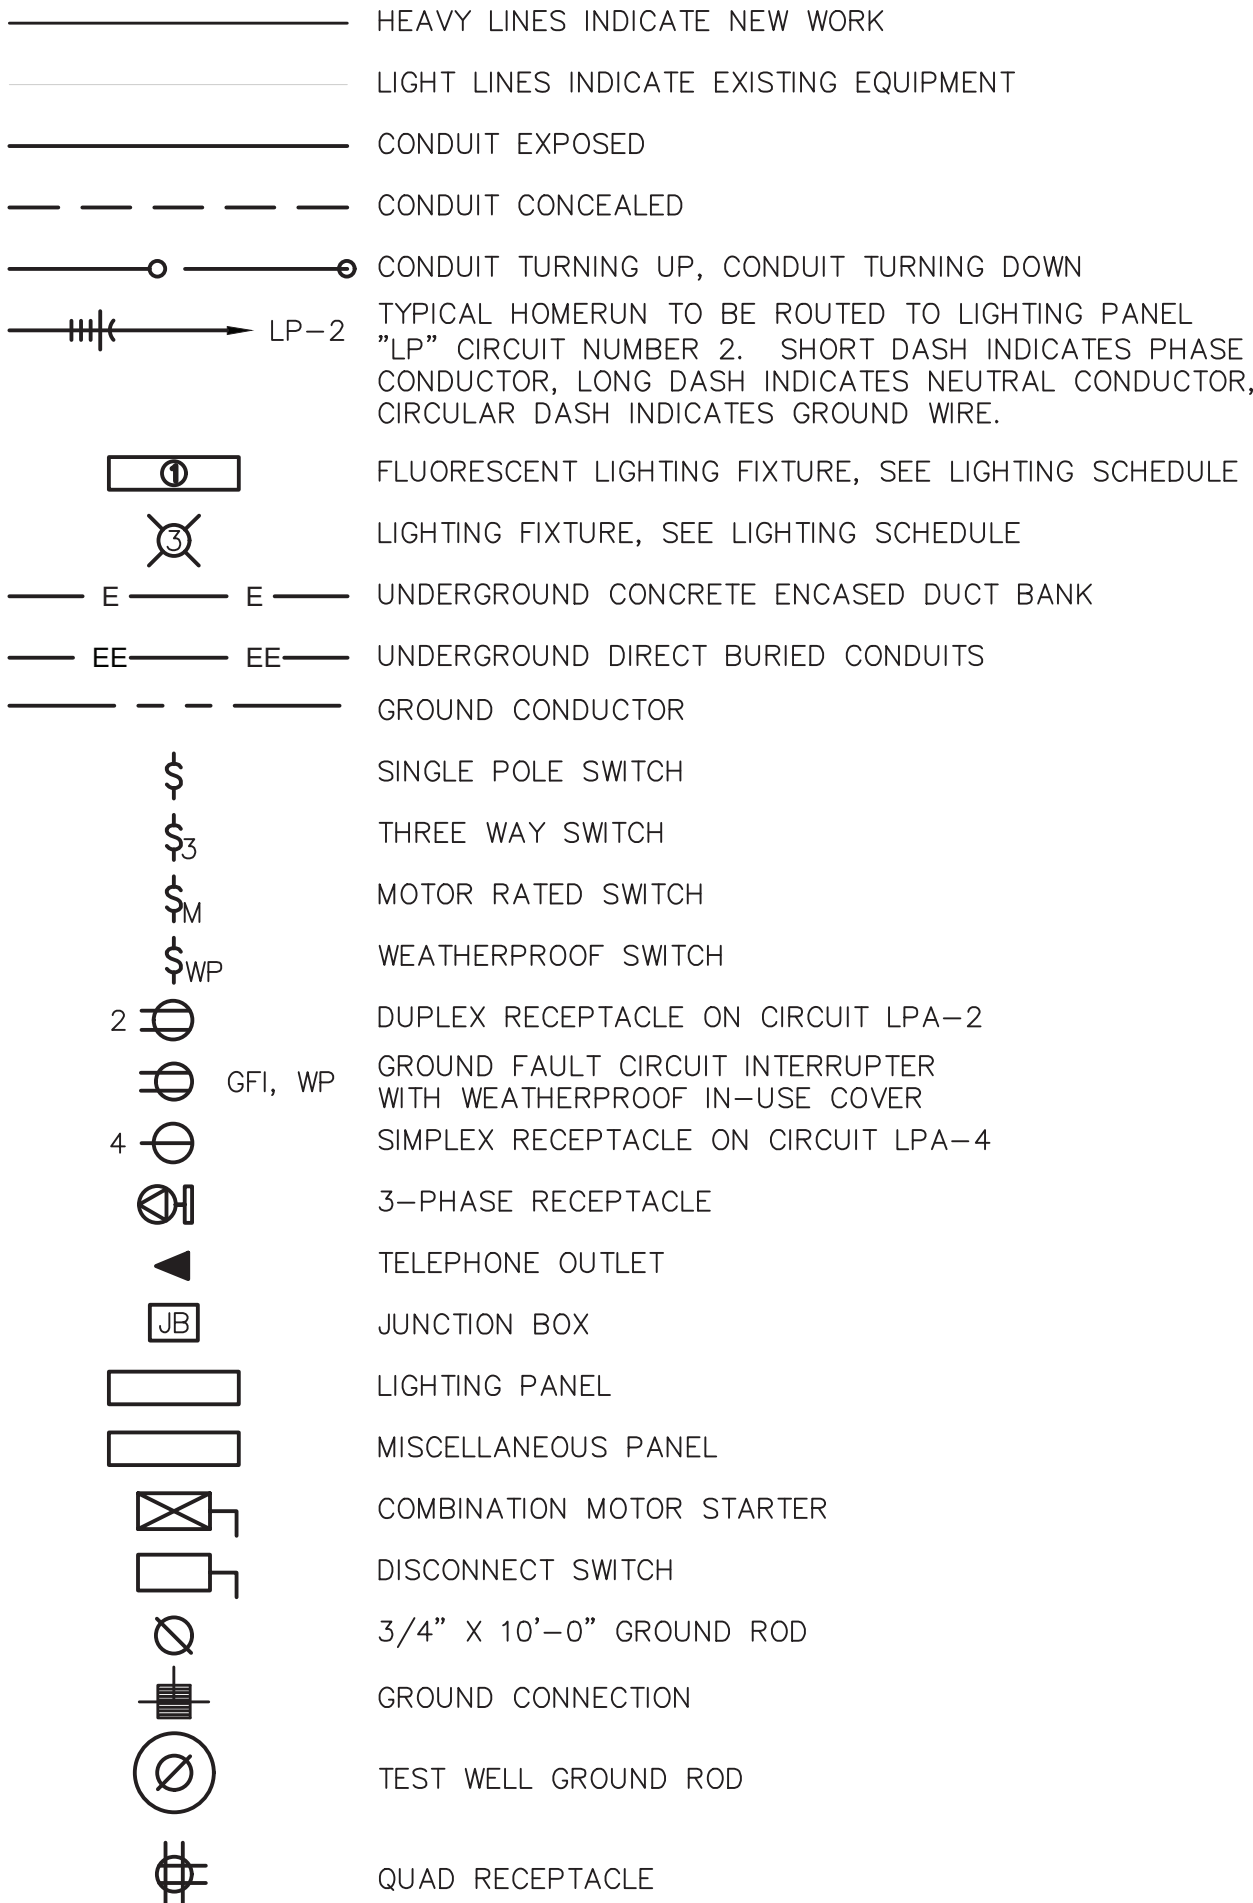 HEAVY LINES INDICATE NEW WORK
LIGHT LINES INDICATE EXISTING EQUIPMENT
CONDUIT EXPOSED
CONDUIT CONCEALED
CONDUIT TURNING UP, CONDUIT TURNING DOWN
LP-2
TYPICAL HOMERUN TO BE ROUTED TO LIGHTING PANEL
"LP" CIRCUIT NUMBER 2. SHORT DASH INDICATES PHASE
CONDUCTOR, LONG DASH INDICATES NEUTRAL CONDUCTOR,
CIRCULAR DASH INDICATES GROUND WIRE.
1 FLUORESCENT LIGHTING FIXTURE, SEE LIGHTING SCHEDULE
3 LIGHTING FIXTURE, SEE LIGHTING SCHEDULE
E E UNDERGROUND CONCRETE ENCASED DUCT BANK
EE EE UNDERGROUND DIRECT BURIED CONDUITS
GROUND CONDUCTOR
S SINGLE POLE SWITCH
S3 THREE WAY SWITCH
SM MOTOR RATED SWITCH
SWP WEATHERPROOF SWITCH
2 DUPLEX RECEPTACLE ON CIRCUIT LPA-2
GFI, WP
GROUND FAULT CIRCUIT INTERRUPTER
WITH WEATHERPROOF IN-USE COVER
4 SIMPLEX RECEPTACLE ON CIRCUIT LPA-4
3-PHASE RECEPTACLE
TELEPHONE OUTLET
JB JUNCTION BOX
LIGHTING PANEL
MISCELLANEOUS PANEL
COMBINATION MOTOR STARTER
DISCONNECT SWITCH
3/4" X 10'-0" GROUND ROD
GROUND CONNECTION
TEST WELL GROUND ROD
QUAD RECEPTACLE